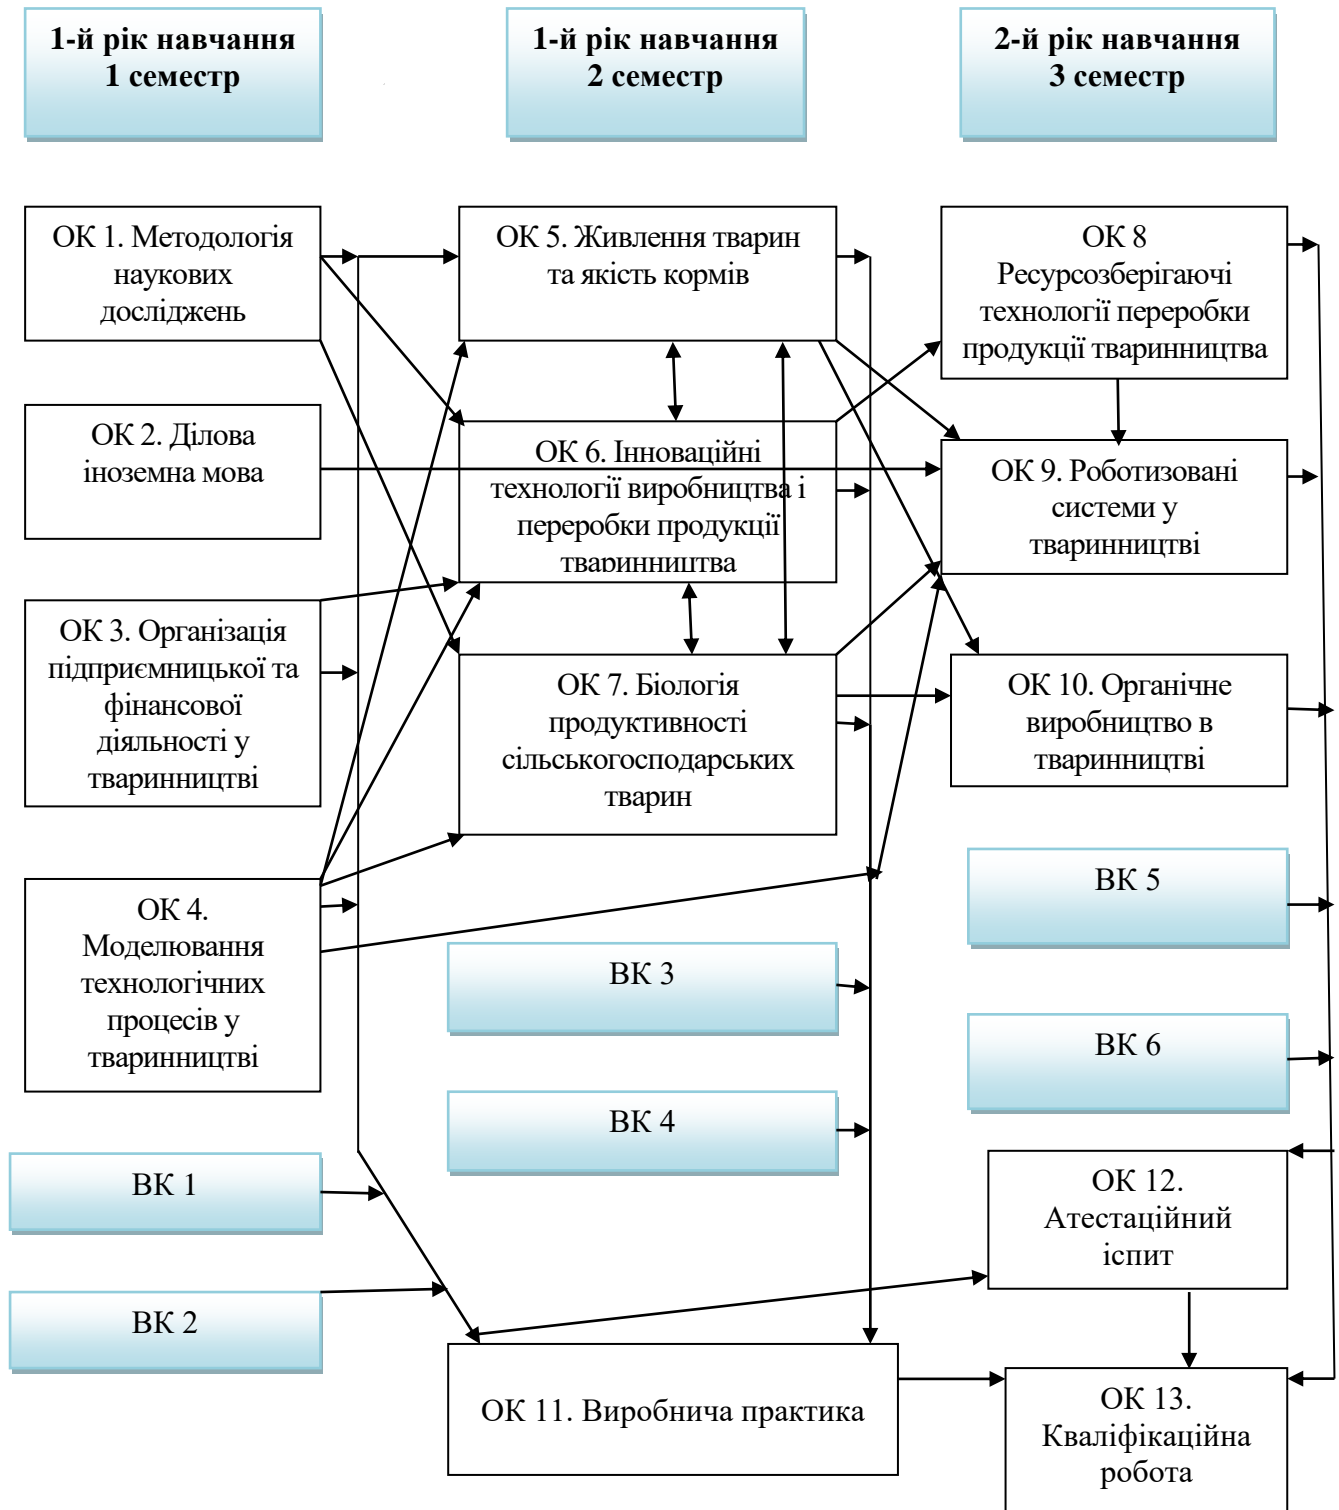 1-й рік навчання
1 семестр
1-й рік навчання
2 семестр
2-й рік навчання
3 семестр
ОК 1. Методологія
наукових
досліджень
ОК 2. Ділова
іноземна мова
ОК 3. Організація
підприємницької та
фінансової
діяльності у
тваринництві
ОК 4.
Моделювання
технологічних
процесів у
тваринництві
ВК 1
ВК 2
ОК 5. Живлення тварин
та якість кормів
ОК 6. Інноваційні
технології виробництва і
переробки продукції
тваринництва
ОК 7. Біологія
продуктивності
сільськогосподарських
тварин
ВК 3
ВК 4
ОК 11. Виробнича практика
ОК 8
Ресурсозберігаючі
технології переробки
продукції тваринництва
ОК 9. Роботизовані
системи у
тваринництві
ОК 10. Органічне
виробництво в
тваринництві
ВК 5
ВК 6
ОК 12.
Атестаційний
іспит
ОК 13.
Кваліфікаційна
робота